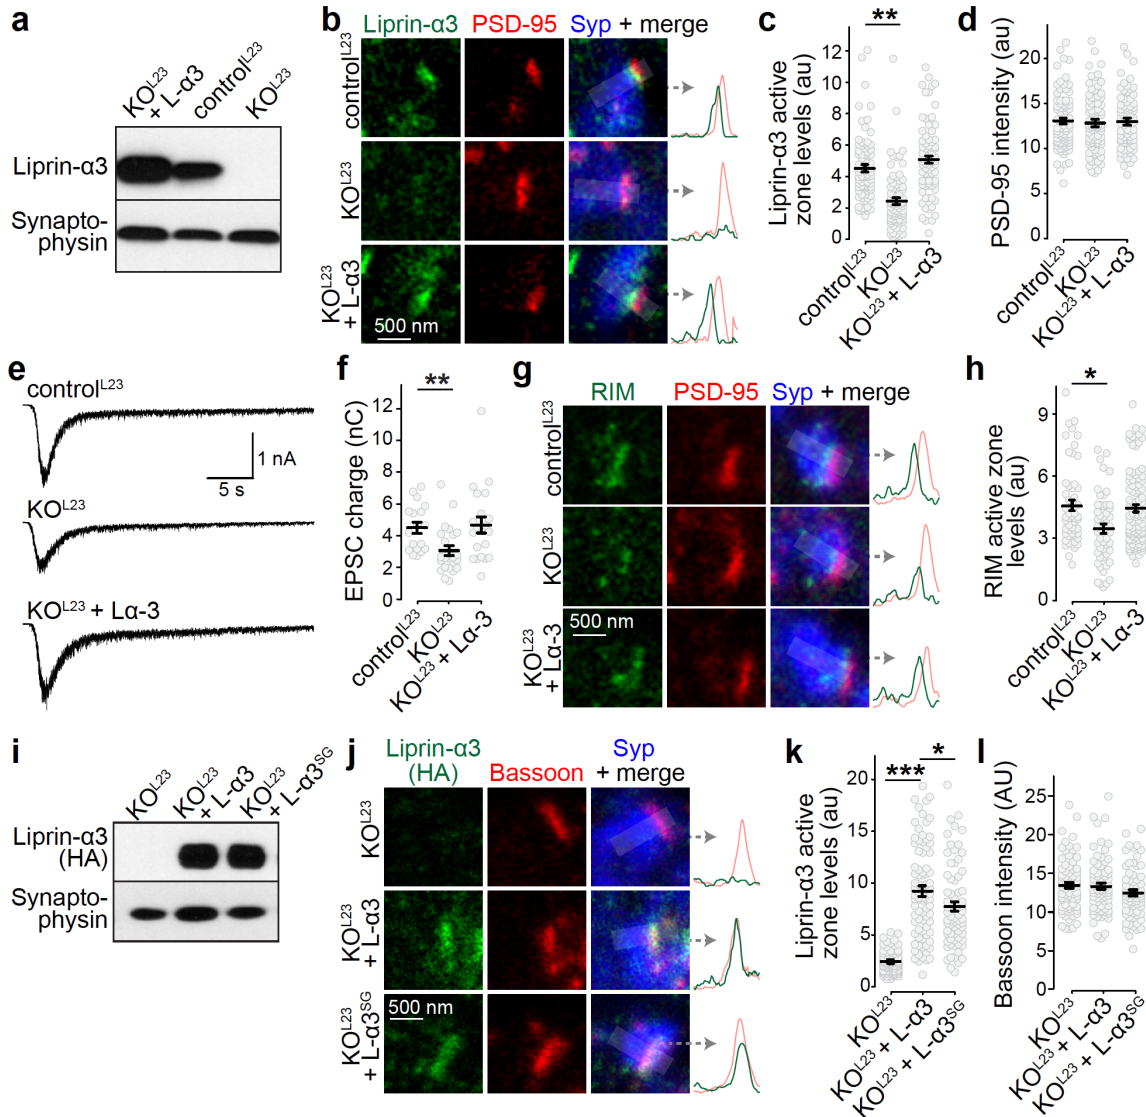 a
KO^L23 + L-α3
control^L23
KO^L23
Liprin-α3
Synapto-
physin
b
Liprin-α3 PSD-95 Syp + merge
control^L23
KO^L23
KO^L23
+ L-α3
500 nm
c
**
Liprin-α3 active
zone levels (au)
12
10
8
6
4
2
0
control^L23
KO^L23
KO^L23 + L-α3
d
PSD-95 intensity (au)
20
15
10
5
0
control^L23
KO^L23
KO^L23 + L-α3
e
control^L23
1 nA
5 s
KO^L23
KO^L23 + Lα-3
f
**
EPSC charge (nC)
12
10
8
6
4
2
0
control^L23
KO^L23
KO^L23 + Lα-3
g
RIM PSD-95 Syp + merge
control^L23
KO^L23
KO^L23
+ Lα-3
500 nm
h
*
RIM active zone
levels (au)
9
6
3
0
control^L23
KO^L23
KO^L23 + Lα-3
i
KO^L23
KO^L23
+ L-α3
KO^L23
+ L-α3^SG
Liprin-α3
(HA)
Synapto-
physin
j
Liprin-α3
(HA)
Bassoon
Syp
+ merge
KO^L23
KO^L23
+ L-α3
KO^L23
+ L-α3^SG
500 nm
k
***
*
Liprin-α3 active
zone levels (au)
20
15
10
5
0
KO^L23
KO^L23 + L-α3
KO^L23 + L-α3^SG
l
Bassoon intensity (AU)
25
20
15
10
5
0
KO^L23
KO^L23 + L-α3
KO^L23 + L-α3^SG